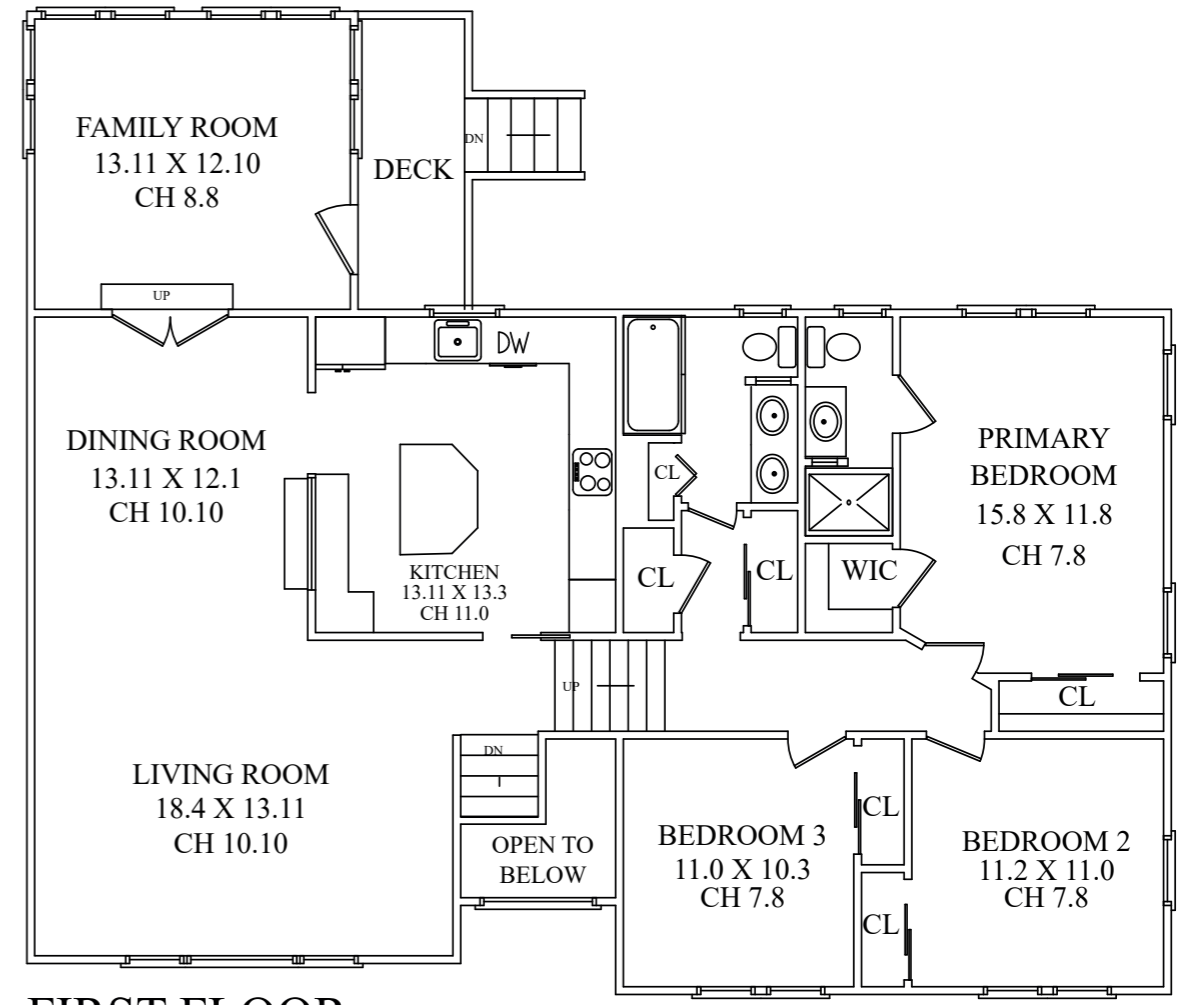 FAMILY ROOM
13.11 X 12.10
CH 8.8
DECK
DN
UP
DW
DINING ROOM
13.11 X 12.1
CH 10.10
KITCHEN
13.11 X 13.3
CH 11.0
CL
CL
CL
WIC
PRIMARY
BEDROOM
15.8 X 11.8
CH 7.8
CL
UP
DN
LIVING ROOM
18.4 X 13.11
CH 10.10
OPEN TO
BELOW
BEDROOM 3
11.0 X 10.3
CH 7.8
CL
CL
BEDROOM 2
11.2 X 11.0
CH 7.8
FIRST FLOOR